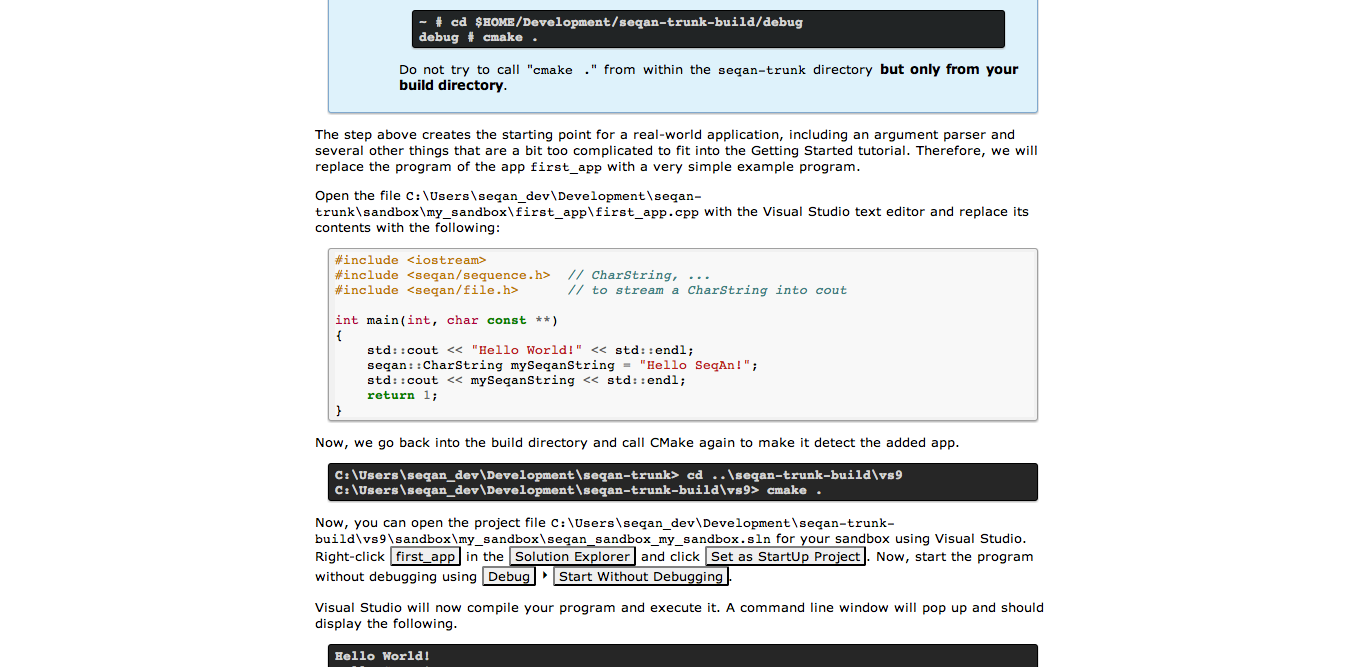 ~ # cd $HOME/Development/seqan-trunk-build/debug
debug # cmake .
Do not try to call "cmake ." from within the seqan-trunk directory but only from your
build directory.
The step above creates the starting point for a real-world application, including an argument parser and
several other things that are a bit too complicated to fit into the Getting Started tutorial. Therefore, we will
replace the program of the app first_app with a very simple example program.
Open the file C:\Users\seqan_dev\Development\seqan-
trunk\sandbox\my_sandbox\first_app\first_app.cpp with the Visual Studio text editor and replace its
contents with the following:
#include <iostream>
#include <seqan/sequence.h>  // CharString, ...
#include <seqan/file.h>      // to stream a CharString into cout
int main(int, char const **)
{
    std::cout << "Hello World!" << std::endl;
    seqan::CharString mySeqanString = "Hello SeqAn!";
    std::cout << mySeqanString << std::endl;
    return 1;
}
Now, we go back into the build directory and call CMake again to make it detect the added app.
C:\Users\seqan_dev\Development\seqan-trunk> cd ..\seqan-trunk-build\vs9
C:\Users\seqan_dev\Development\seqan-trunk-build\vs9> cmake .
Now, you can open the project file C:\Users\seqan_dev\Development\seqan-trunk-
build\vs9\sandbox\my_sandbox\seqan_sandbox_my_sandbox.sln for your sandbox using Visual Studio.
Right-click first_app in the Solution Explorer and click Set as StartUp Project. Now, start the program
without debugging using Debug ‣ Start Without Debugging.
Visual Studio will now compile your program and execute it. A command line window will pop up and should
display the following.
Hello World!